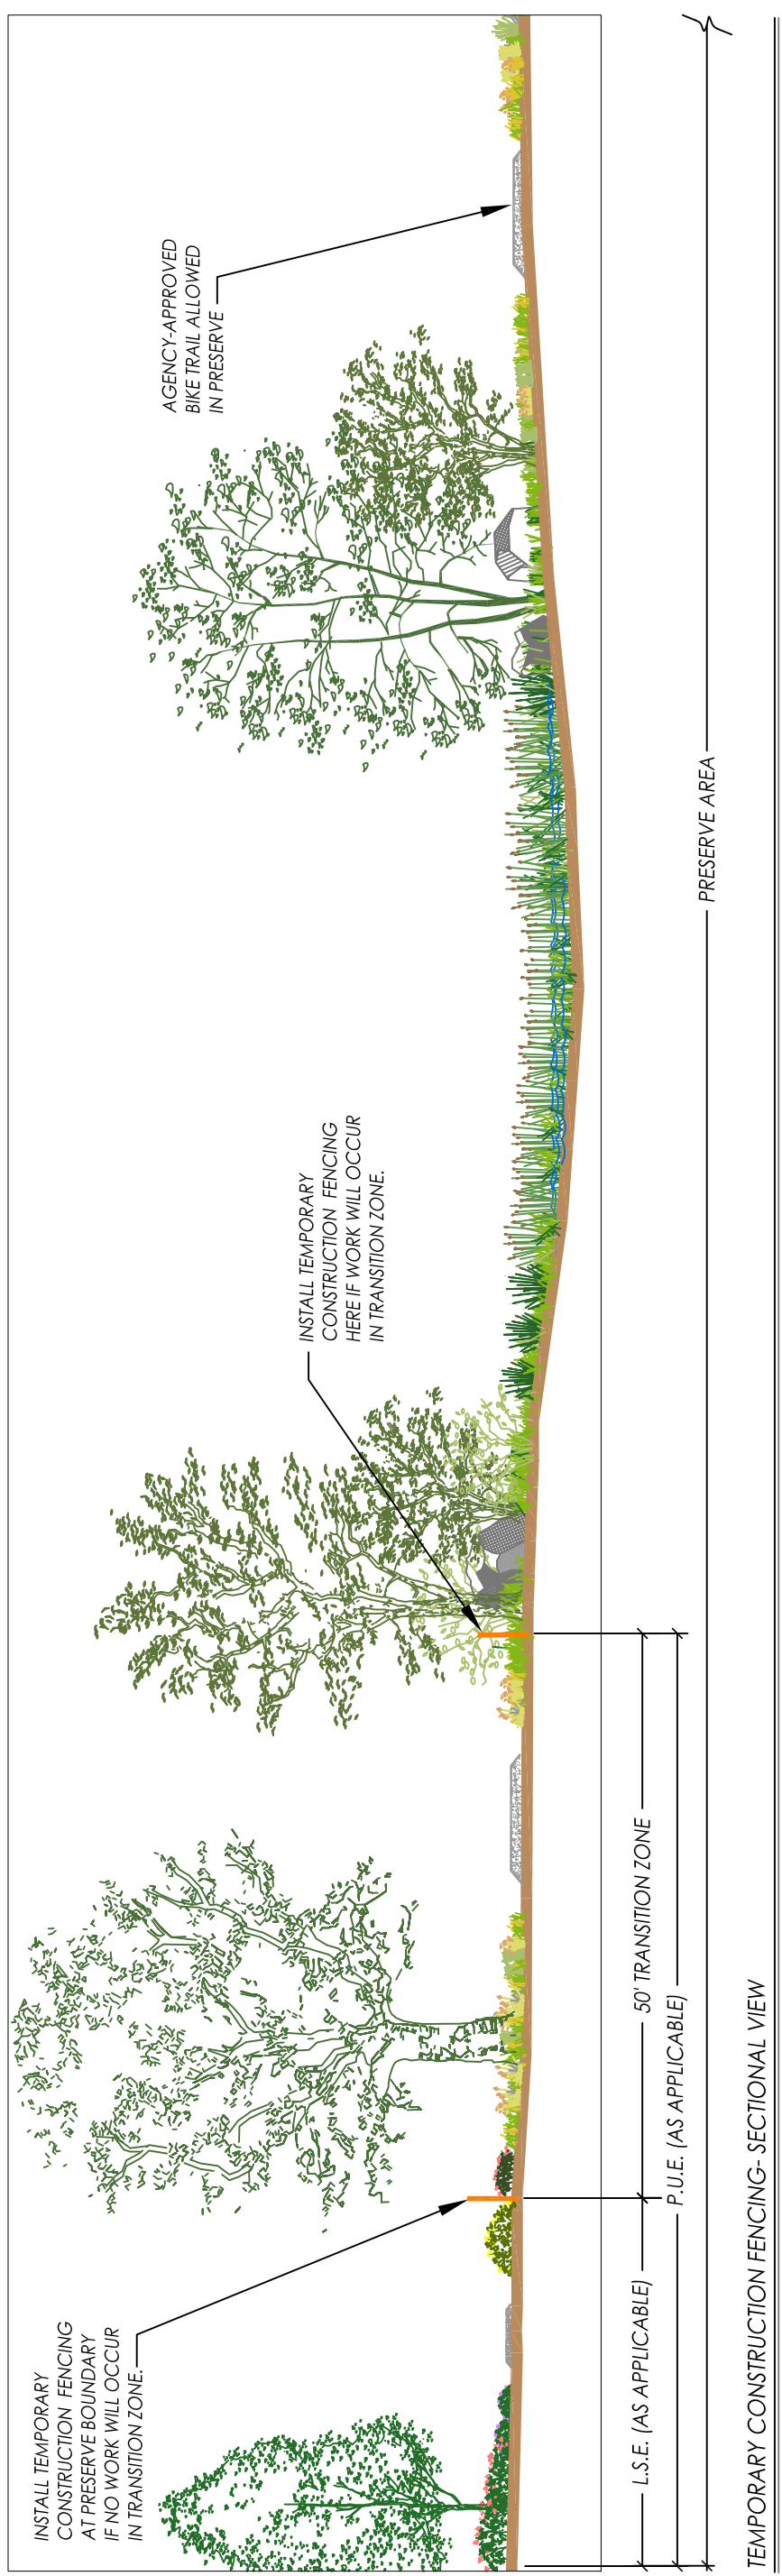 INSTALL TEMPORARY
CONSTRUCTION FENCING
AT PRESERVE BOUNDARY
IF NO WORK WILL OCCUR
IN TRANSITION ZONE.
INSTALL TEMPORARY
CONSTRUCTION FENCING
HERE IF WORK WILL OCCUR
IN TRANSITION ZONE.
AGENCY-APPROVED
BIKE TRAIL ALLOWED
IN PRESERVE
L.S.E. (AS APPLICABLE)
50' TRANSITION ZONE
P.U.E. (AS APPLICABLE)
PRESERVE AREA
TEMPORARY CONSTRUCTION FENCING- SECTIONAL VIEW